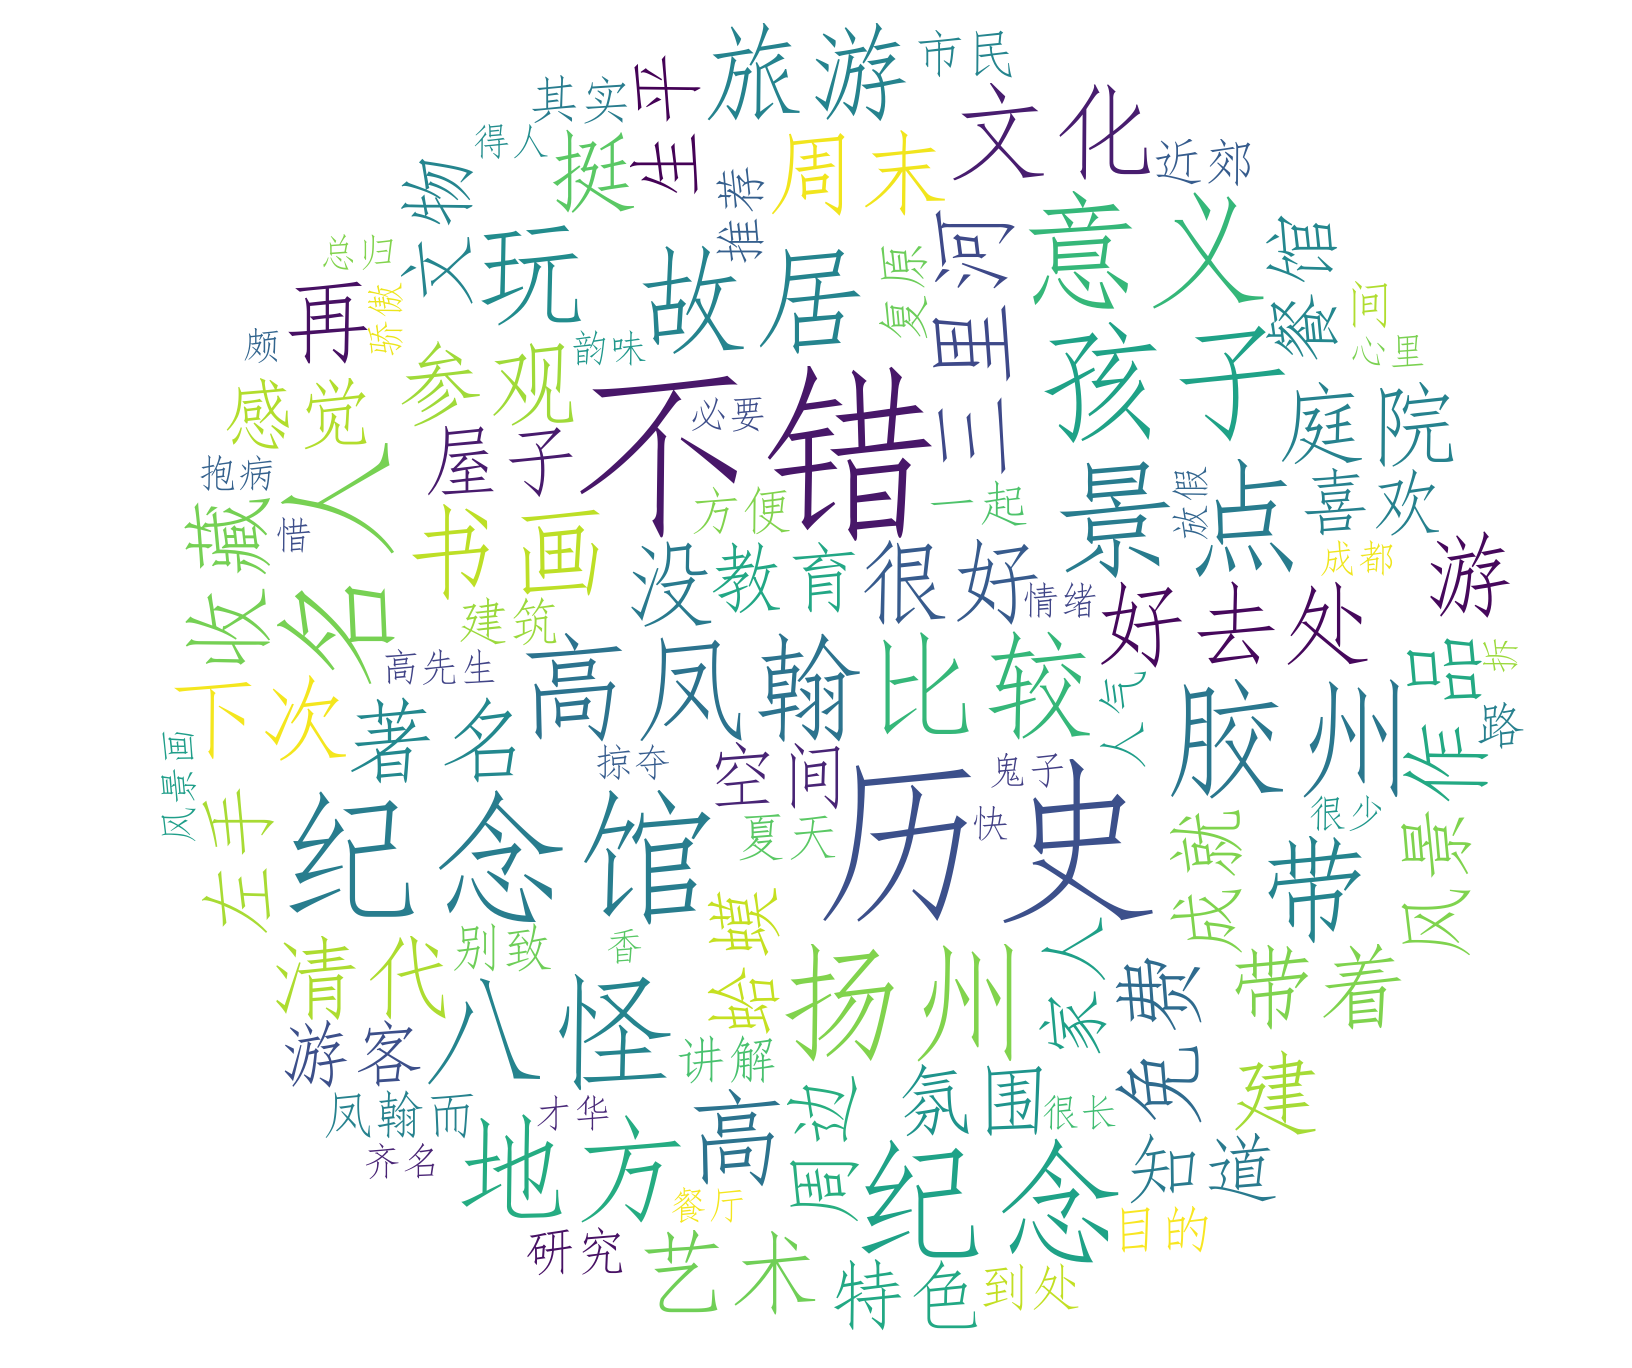 旅游
市民
其实
生平
文化
得人
挺
周末
近郊
推荐
文物
玩
故居
复原
三里河
意义
餐馆
总归
再
骄傲
间
心里
颇
韵味
孩子
参观
感觉
不错
必要
庭院
屋子
名人
抱病
惜
收藏
书画
方便
一起
景点
放假
喜欢
没
教育
很好
情绪
成都
游
建筑
好去处
高先生
高凤翰
比较
人气
作品
拆
下次
著名
胶州
路
风景画
掠夺
空间
鬼子
左手
纪念馆
夏天
历史
快
很少
成就
带
风景
清代
别致
香
蛤蟆
扬州
家人
免费
带着
游客
八怪
讲解
凤翰而
才华
高
周边
氛围
很长
建
齐名
地方
纪念
知道
餐厅
目的
研究
艺术
特色
到处